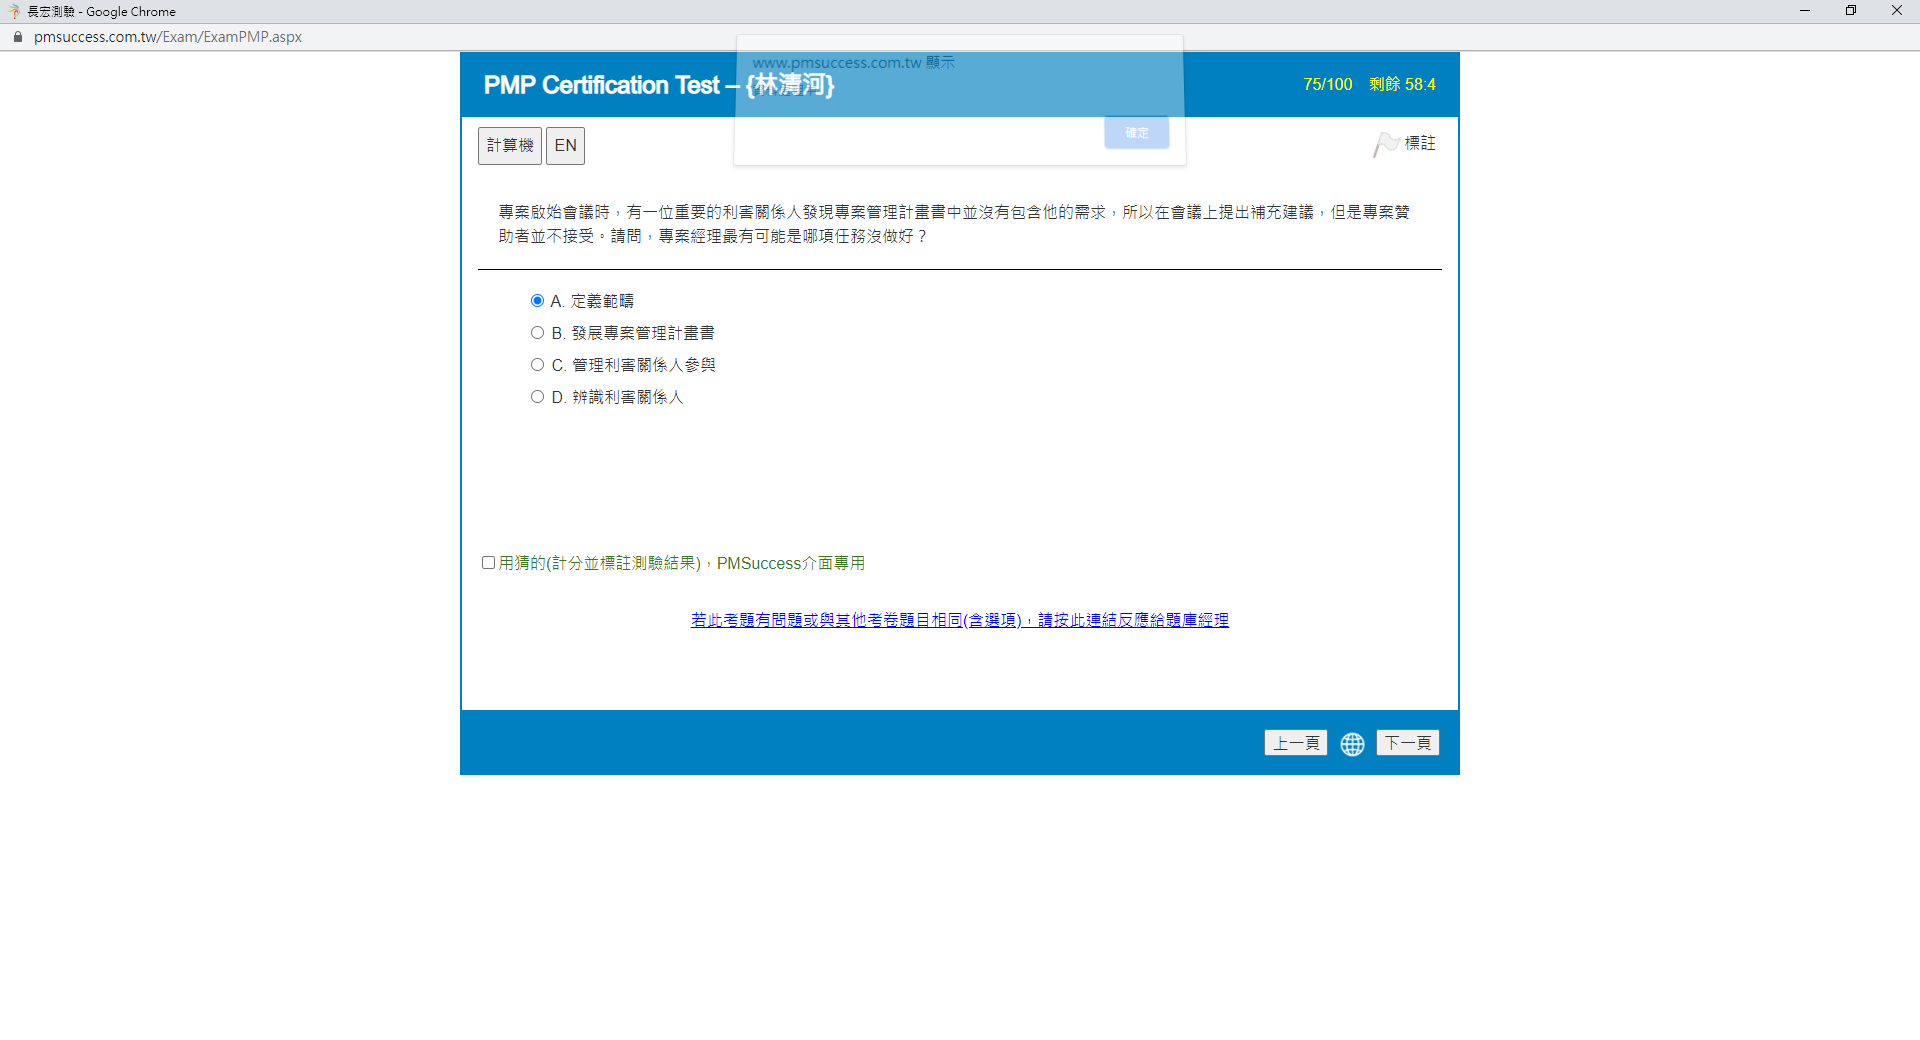 長宏測驗 - Google Chrome
pmsuccess.com.tw/Exam/ExamPMP.aspx
www.pmsuccess.com.tw 顯示
PMP Certification Test – {林清河}
75/100 剩餘 58:4
確定
計算機 EN
標註
專案啟始會議時，有一位重要的利害關係人發現專案管理計畫書中並沒有包含他的需求，所以在會議上提出補充建議，但是專案贊
助者並不接受。請問，專案經理最有可能是哪項任務沒做好？
A. 定義範疇
B. 發展專案管理計畫書
C. 管理利害關係人參與
D. 辨識利害關係人
用猜的(計分並標註測驗結果)，PMSuccess介面專用
若此考題有問題或與其他考卷題目相同(含選項)，請按此連結反應給題庫經理
上一頁 下一頁